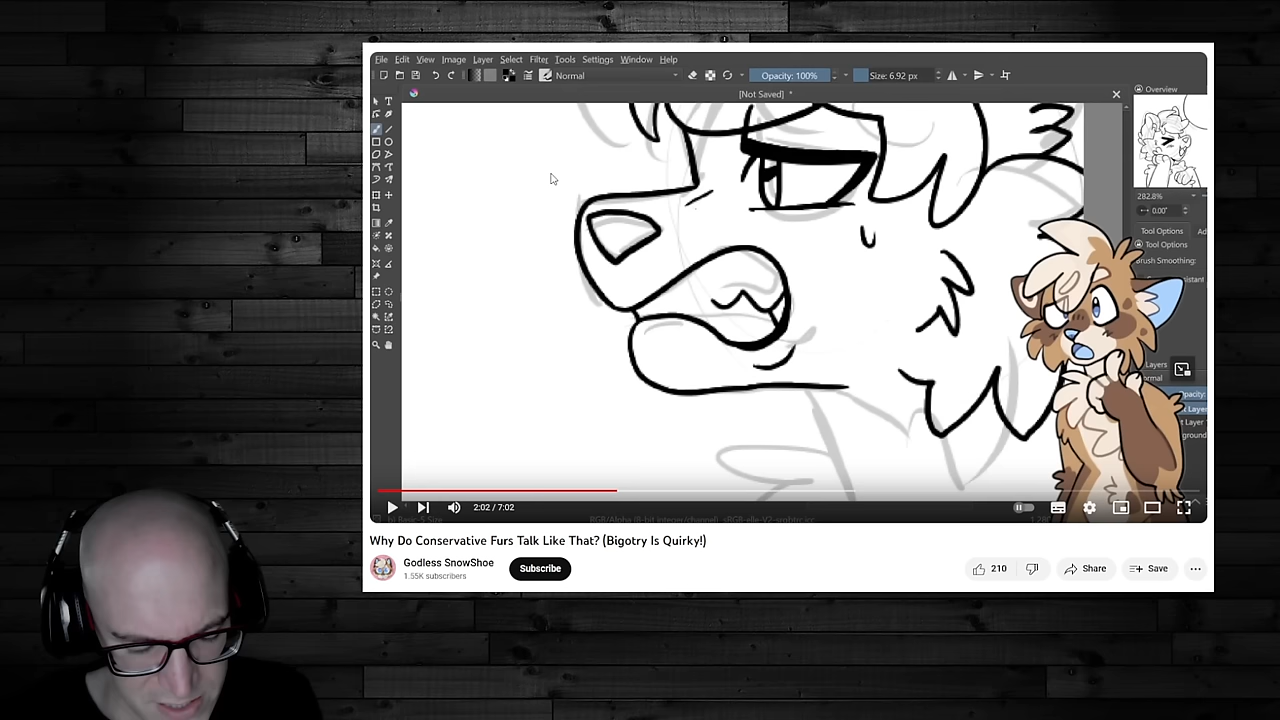 File Edit View Image Layer Select Filter Tools Settings Window Help
Normal
Opacity: 100%
Size: 6.92 px
[Not Saved] *
Overview
282.8%
0.00°
Tool Options
Tool Options
Brush Smoothing:
2:02 / 7:02
Why Do Conservative Furs Talk Like That? (Bigotry Is Quirky!)
Godless SnowShoe
1.55K subscribers
Subscribe
210
Share
Save